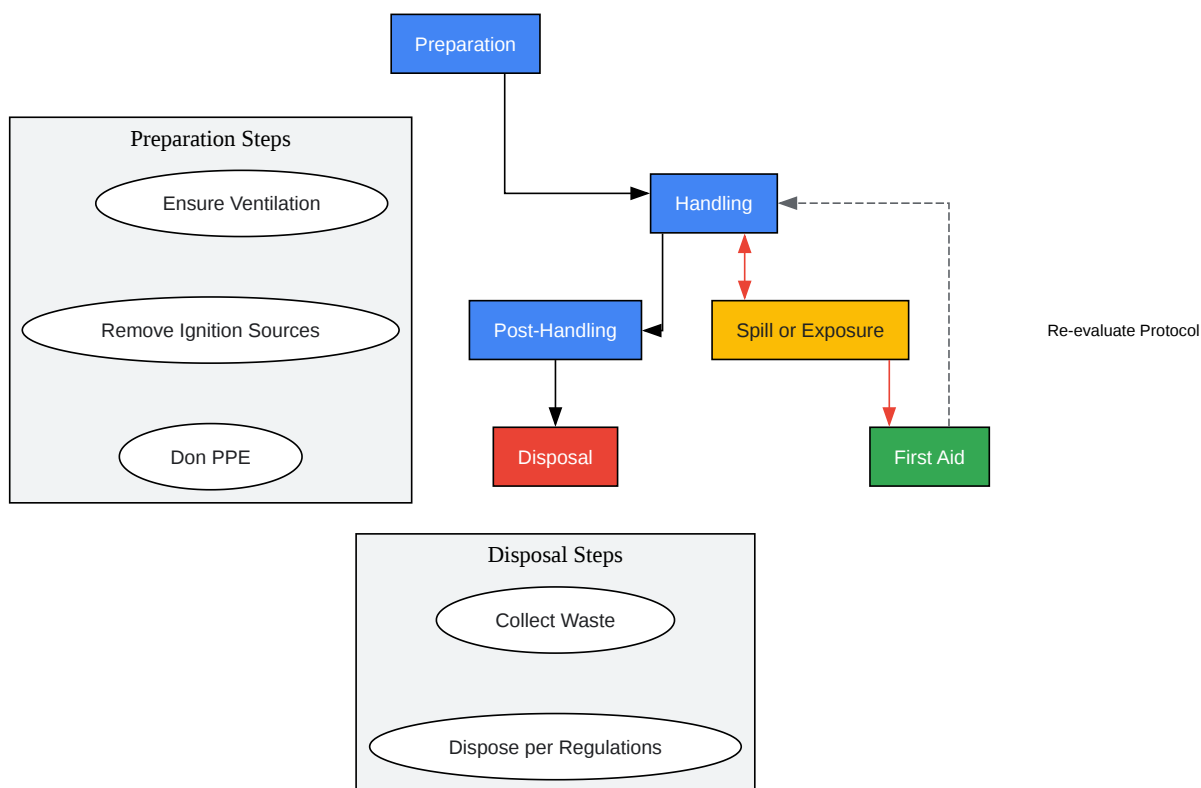 Preparation
Preparation Steps
Ensure Ventilation
Handling
Remove Ignition Sources
Post-Handling
Spill or Exposure
Re-evaluate Protocol
Don PPE
Disposal
First Aid
Disposal Steps
Collect Waste
Dispose per Regulations